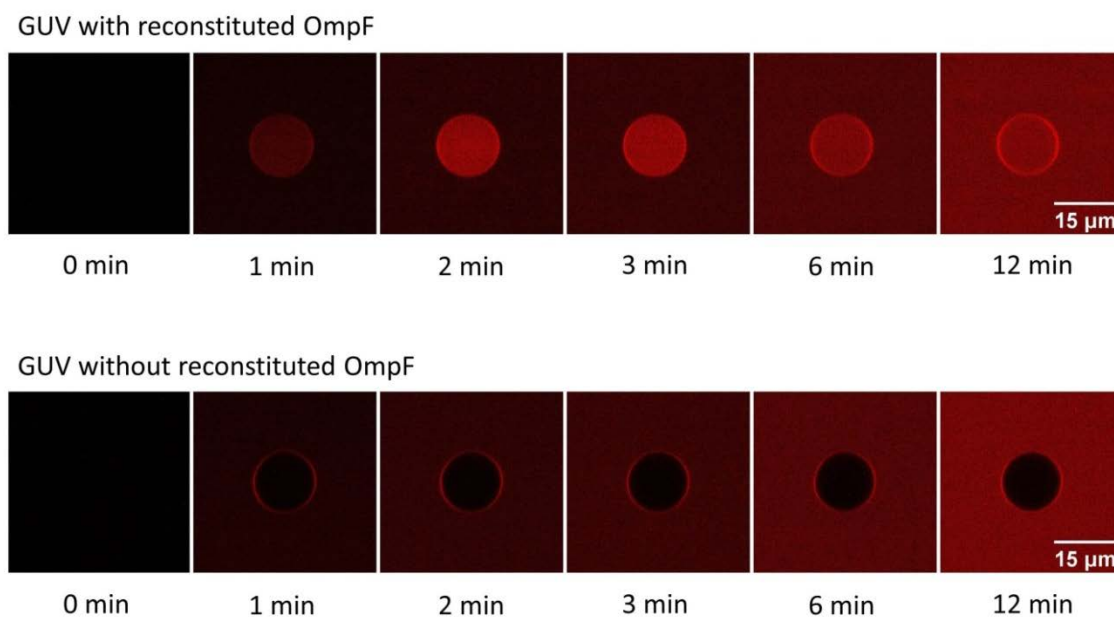 GUV with reconstituted OmpF
15 µm
0 min 1 min 2 min 3 min 6 min 12 min
GUV without reconstituted OmpF
15 µm
0 min 1 min 2 min 3 min 6 min 12 min